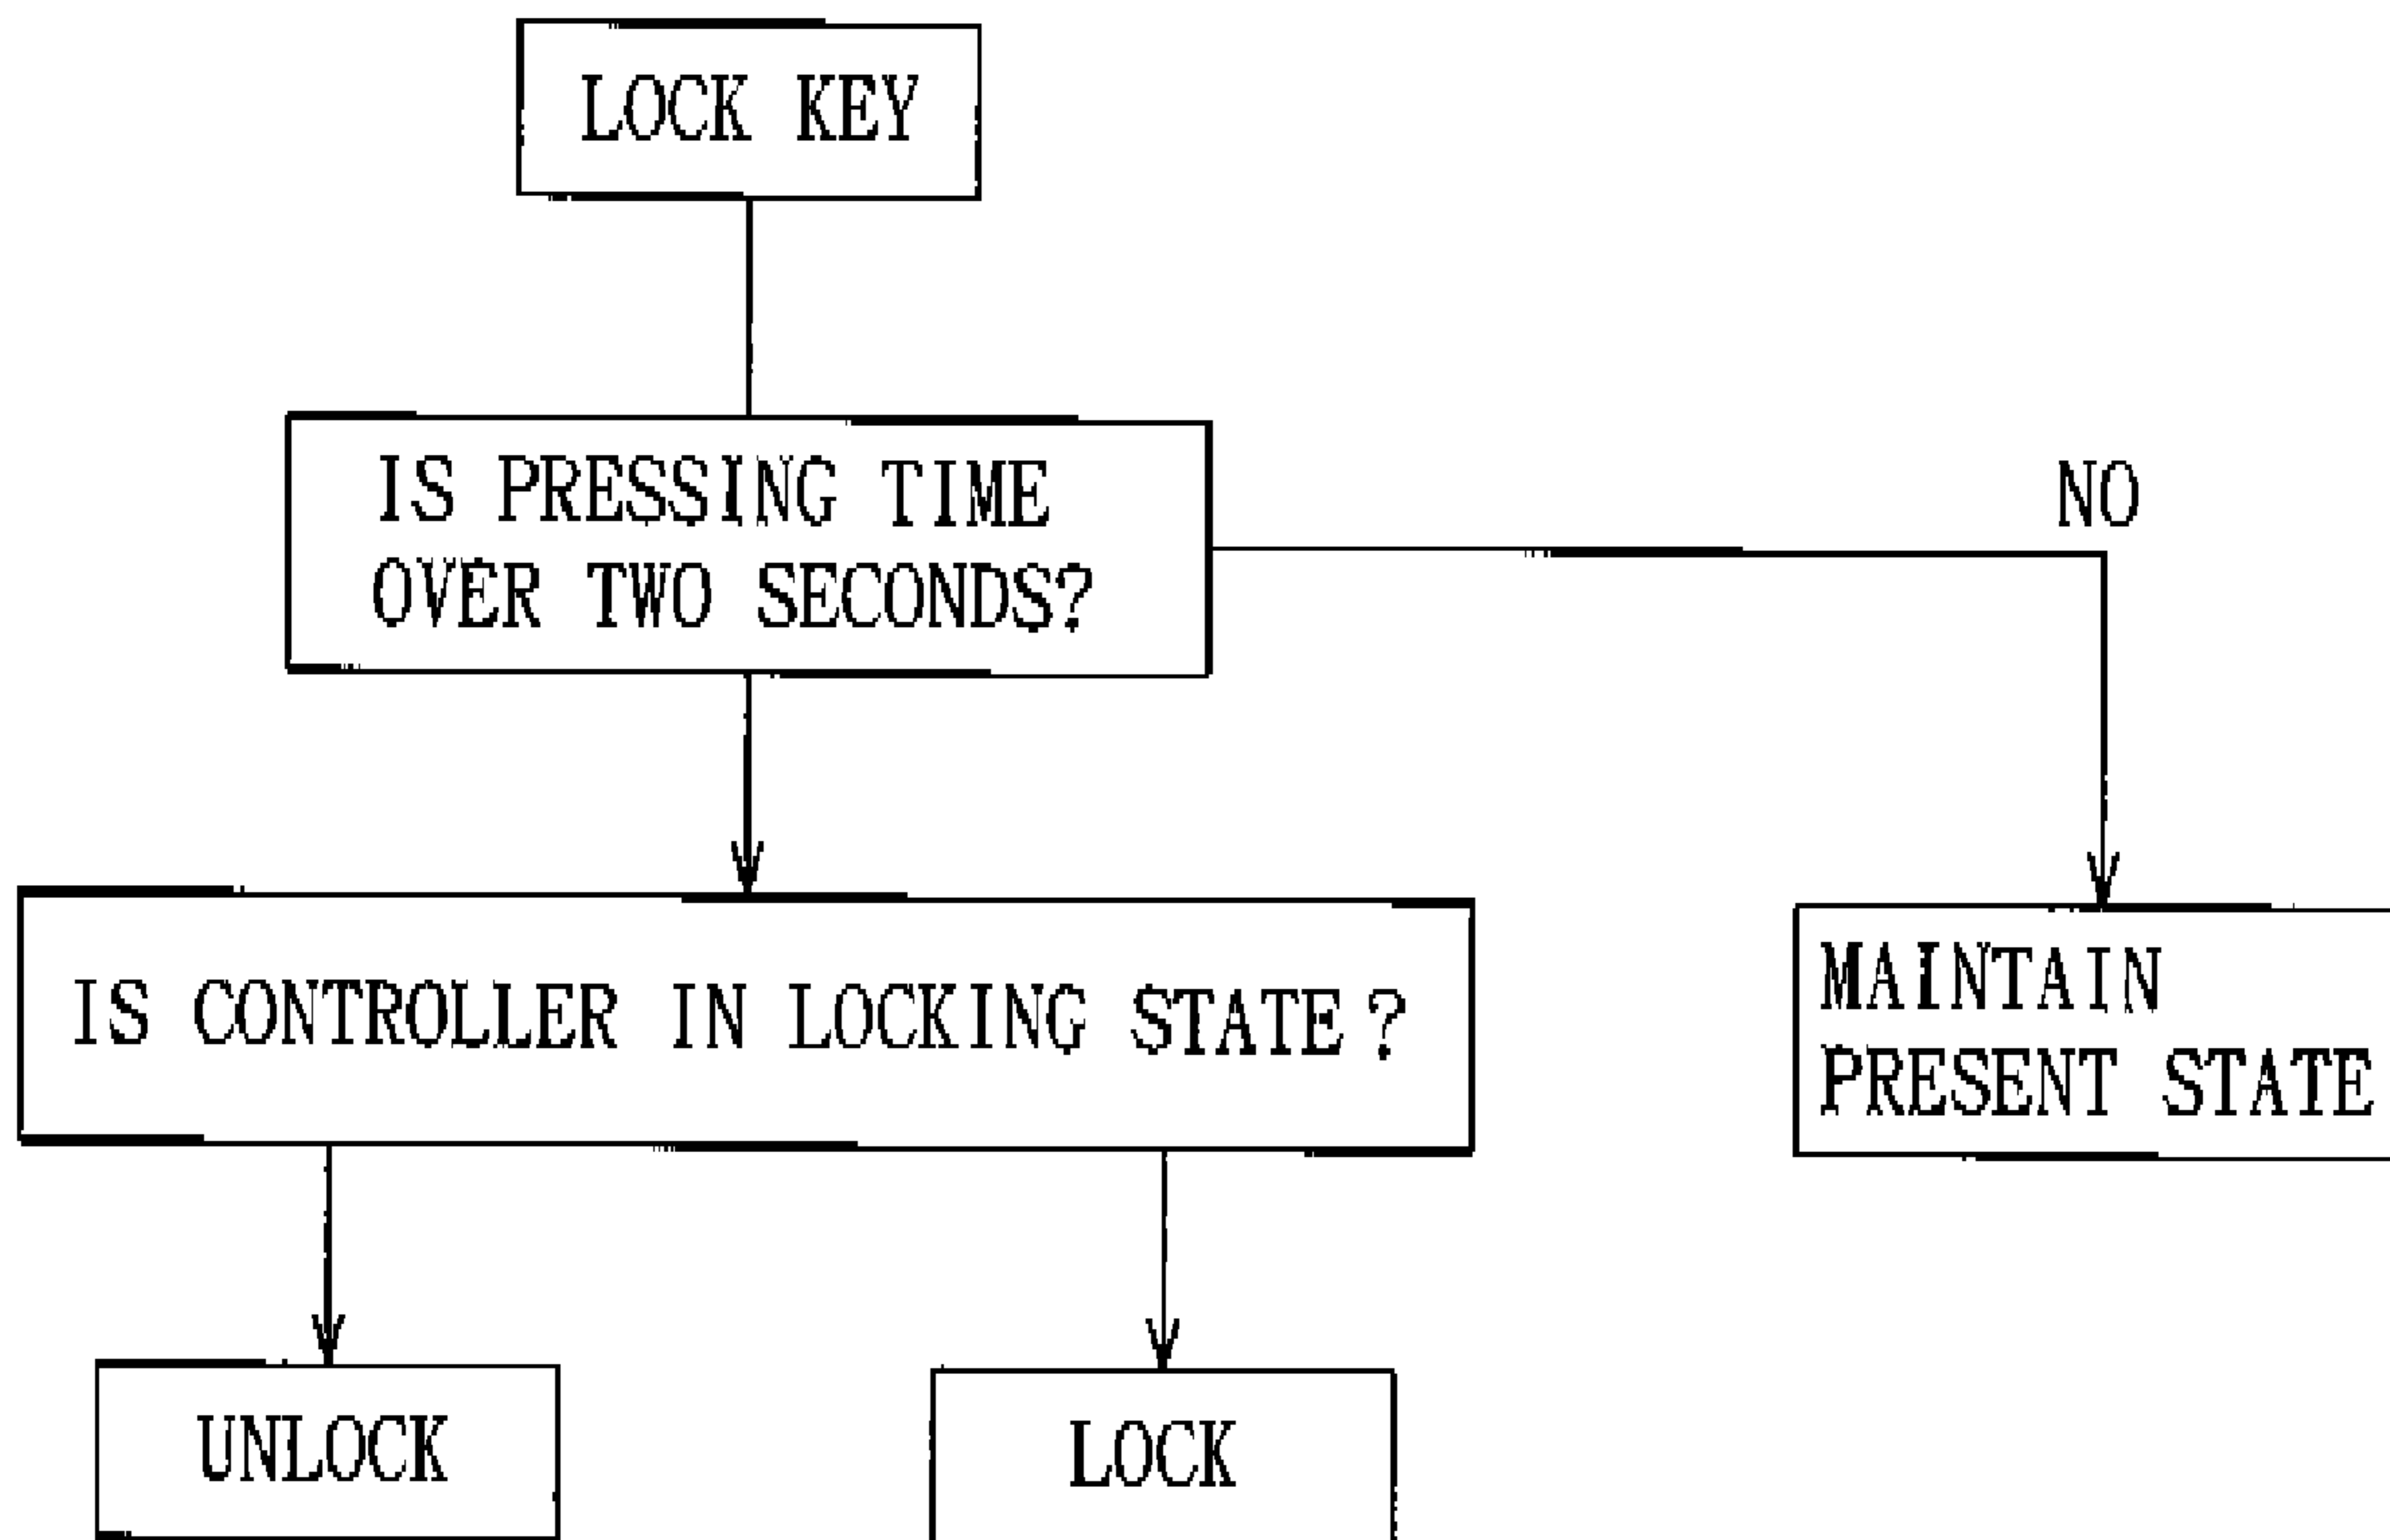 LOCK KEY
IS PRESSING TIME
OVER TWO SECONDS?
NO
IS CONTROLLER IN LOCKING STATE?
MAINTAIN
PRESENT STATE
UNLOCK
LOCK